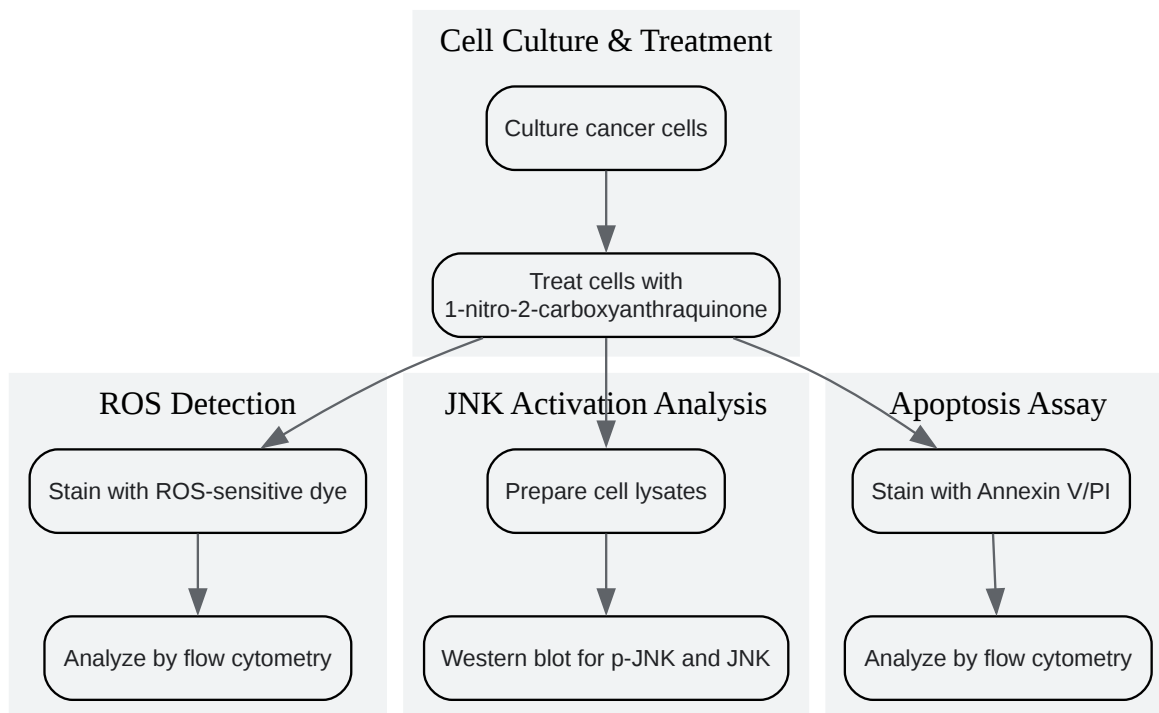 Cell Culture & Treatment
Culture cancer cells
Treat cells with
1-nitro-2-carboxyanthraquinone
ROS Detection
Stain with ROS-sensitive dye
Analyze by flow cytometry
JNK Activation Analysis
Prepare cell lysates
Western blot for p-JNK and JNK
Apoptosis Assay
Stain with Annexin V/PI
Analyze by flow cytometry